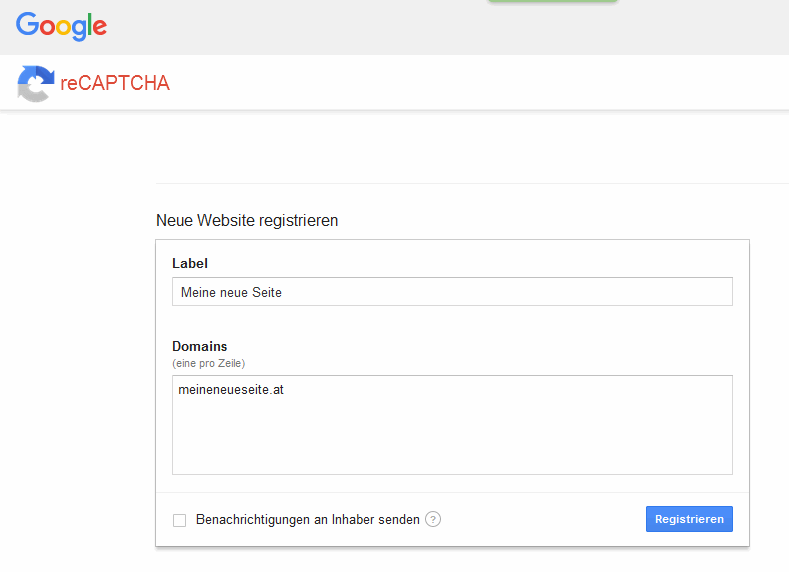 Google
reCAPTCHA
Neue Website registrieren
Label
Meine neue Seite
Domains
(eine pro Zeile)
meineneueseite.at
Benachrichtigungen an Inhaber senden ?
Registrieren